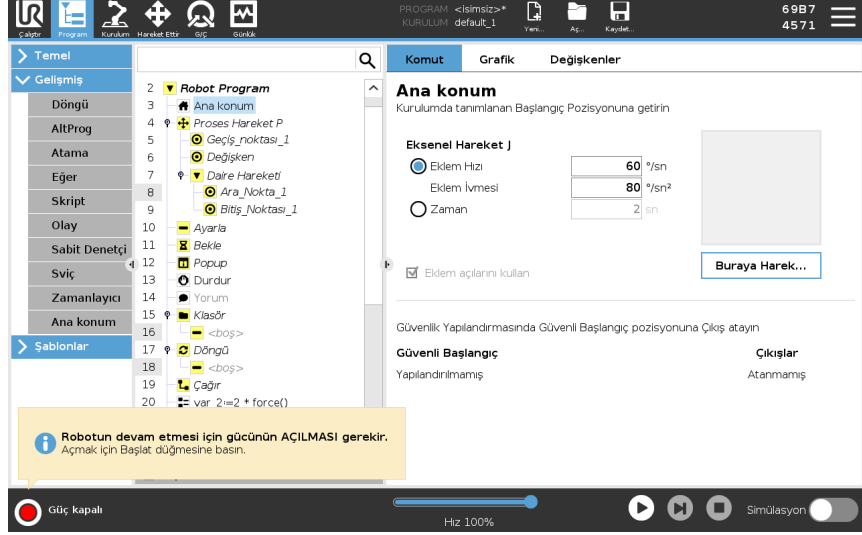 UR
Çalıştır
Program
Kurulum
Hareket Ettir
G/Ç
Günlük
PROGRAM <isimsiz>*
KURULUM default_1
Yeni...
Aç...
Kaydet...
69B7
4571
Temel
Gelişmiş
Döngü
AltProg
Atama
Eğer
Skript
Olay
Sabit Denetçi
Sviç
Zamanlayıcı
Ana konum
Şablonlar
2 Robot Program
3 Ana konum
4 Proses Hareket P
5 Geçiş_noktası_1
6 Değişken
7 Daire Hareketi
8 Ara_Nokta_1
9 Bitiş_Noktası_1
10 Ayarla
11 Bekle
12 Popup
13 Durdur
14 Yorum
15 Klasör
16 <boş>
17 Döngü
18 <boş>
19 Çağır
20 var_2:=2 * force()
Komut Grafik Değişkenler
Ana konum
Kurulumda tanımlanan Başlangıç Pozisyonuna getirin
Eksenel Hareket J
Eklem Hızı 60 °/sn
Eklem İvmesi 80 °/sn²
Zaman 2 sn
Eklem açılarını kullan
Buraya Harek...
Güvenlik Yapılandırmasında Güvenli Başlangıç pozisyonuna Çıkış atayın
Güvenli Başlangıç Çıkışlar
Yapılandırılmamış Atanmamış
Robotun devam etmesi için gücünün AÇILMASI gerekir.
Açmak için Başlat düğmesine basın.
Güç kapalı
Hız 100%
Simülasyon